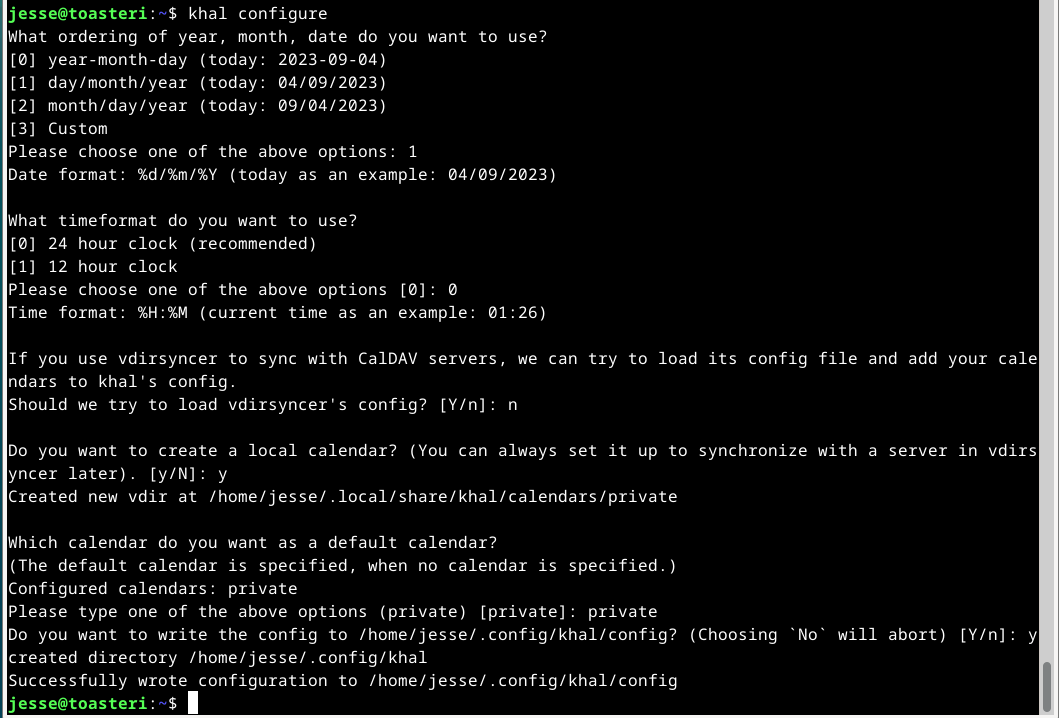 jesse@toasteri:~$ khal configure
What ordering of year, month, date do you want to use?
[0] year-month-day (today: 2023-09-04)
[1] day/month/year (today: 04/09/2023)
[2] month/day/year (today: 09/04/2023)
[3] Custom
Please choose one of the above options: 1
Date format: %d/%m/%Y (today as an example: 04/09/2023)

What timeformat do you want to use?
[0] 24 hour clock (recommended)
[1] 12 hour clock
Please choose one of the above options [0]: 0
Time format: %H:%M (current time as an example: 01:26)

If you use vdirsyncer to sync with CalDAV servers, we can try to load its config file and add your cale
ndars to khal's config.
Should we try to load vdirsyncer's config? [Y/n]: n

Do you want to create a local calendar? (You can always set it up to synchronize with a server in vdirs
yncer later). [y/N]: y
Created new vdir at /home/jesse/.local/share/khal/calendars/private

Which calendar do you want as a default calendar?
(The default calendar is specified, when no calendar is specified.)
Configured calendars: private
Please type one of the above options (private) [private]: private
Do you want to write the config to /home/jesse/.config/khal/config? (Choosing `No` will abort) [Y/n]: y
created directory /home/jesse/.config/khal
Successfully wrote configuration to /home/jesse/.config/khal/config
jesse@toasteri:~$